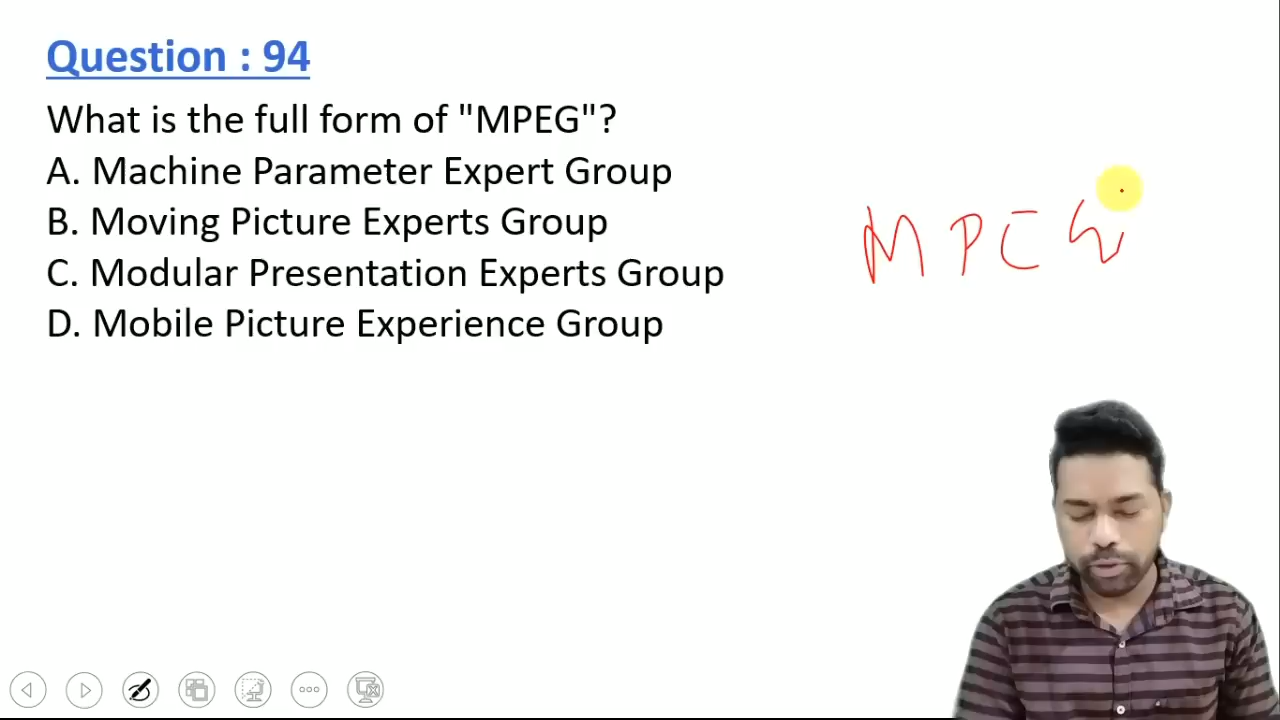 Question : 94
What is the full form of "MPEG"?
A. Machine Parameter Expert Group
B. Moving Picture Experts Group
C. Modular Presentation Experts Group
D. Mobile Picture Experience Group
MPEG